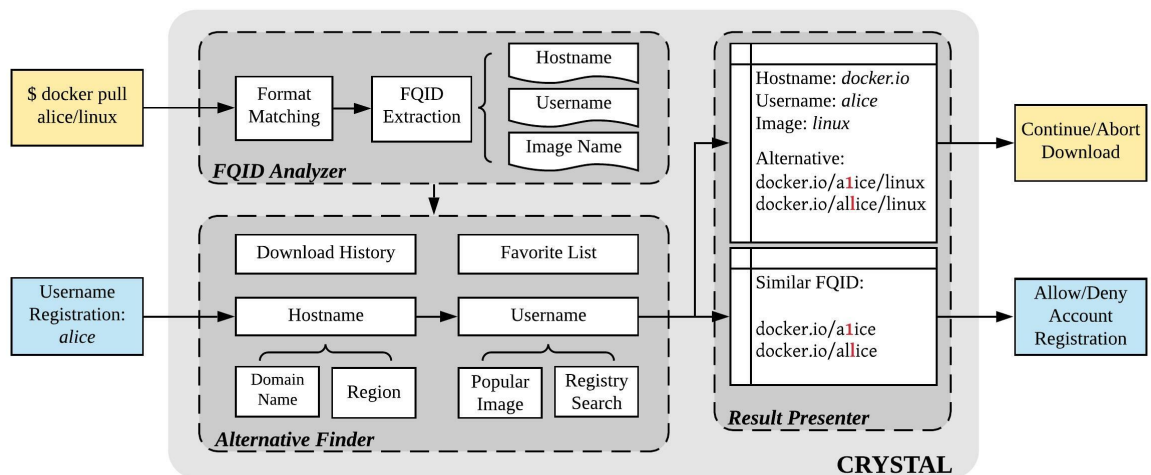 $ docker pull
alice/linux
Format
Matching
FQID
Extraction
Hostname
Username
Image Name
FQID Analyzer
Username
Registration:
alice
Download History
Favorite List
Hostname
Username
Domain
Name
Region
Popular
Image
Registry
Search
Alternative Finder
Hostname: docker.io
Username: alice
Image: linux
Alternative:
docker.io/a1ice/linux
docker.io/allice/linux
Similar FQID:
docker.io/a1ice
docker.io/allice
Result Presenter
Continue/Abort
Download
Allow/Deny
Account
Registration
CRYSTAL